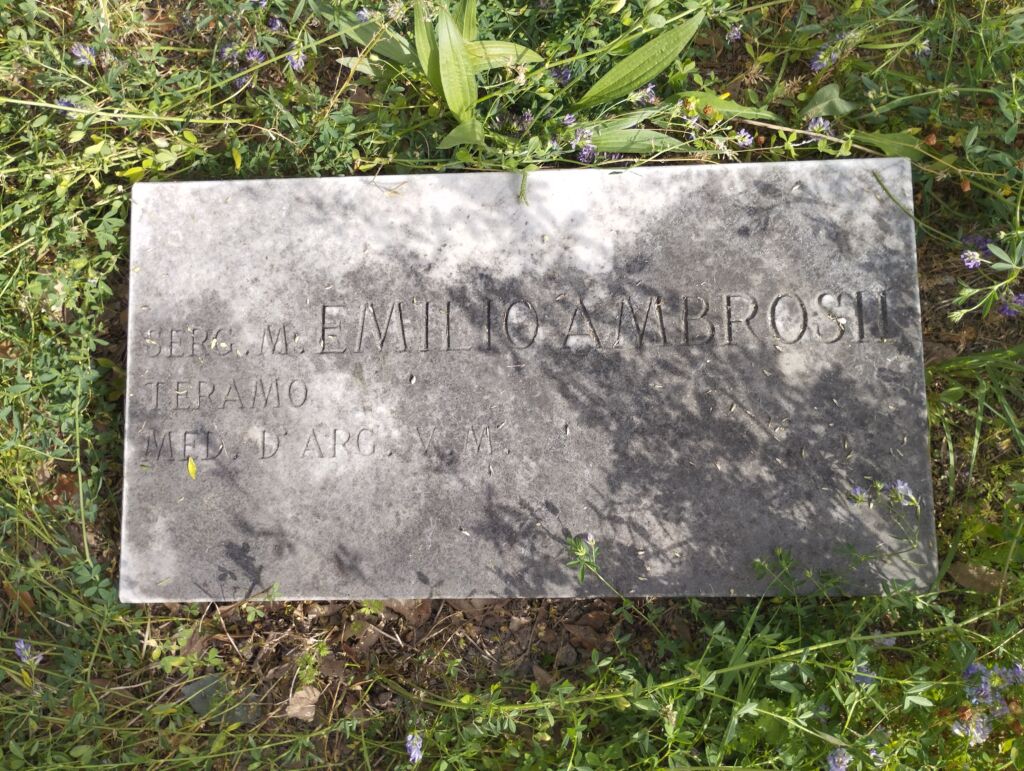 SERG. M. EMILIO AMBROSII
TERAMO
MED. D'ARG. V. M.